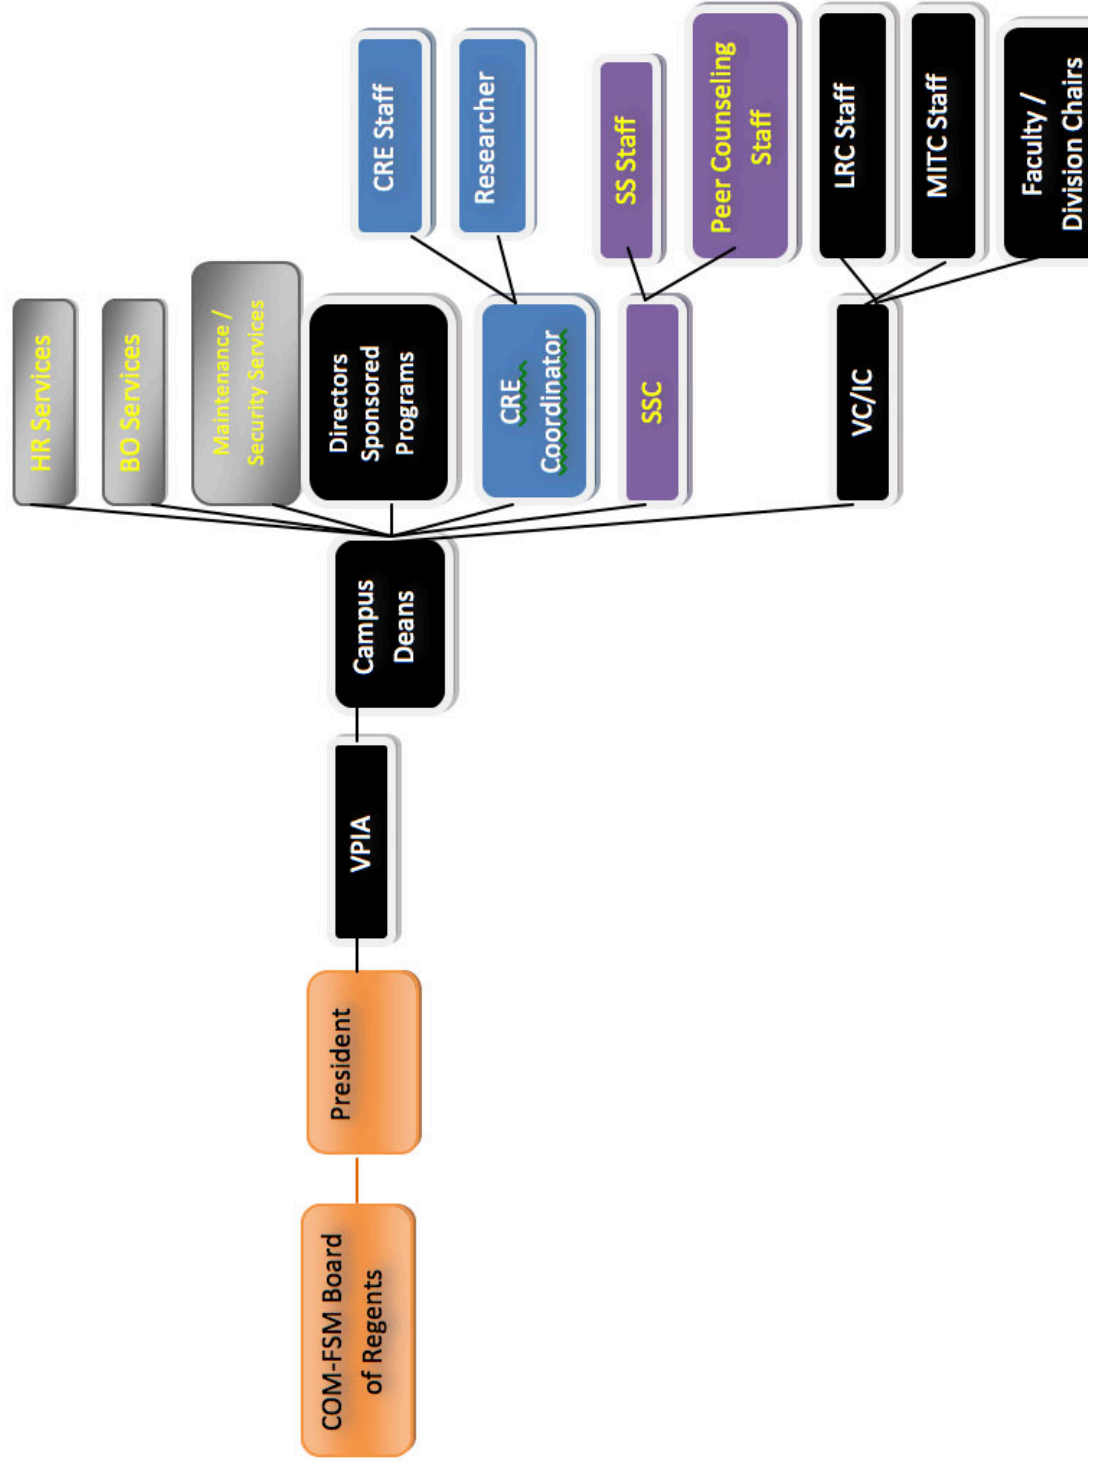 COM-FSM Board
of Regents
President
VPIA
Campus
Deans
HR Services
BO Services
Maintenance /
Security Services
Directors
Sponsored
Programs
CRE
Coordinator
SSC
VC/IC
CRE Staff
Researcher
SS Staff
Peer Counseling
Staff
LRC Staff
MITC Staff
Faculty /
Division Chairs